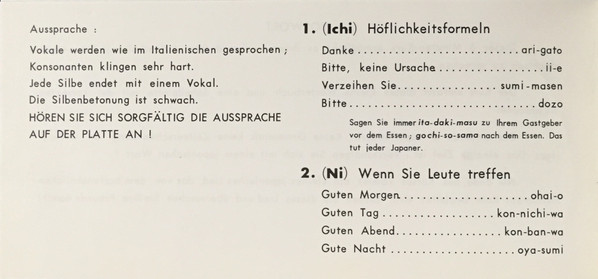 Aussprache :
Vokale werden wie im Italienischen gesprochen ;
Konsonanten klingen sehr hart.
Jede Silbe endet mit einem Vokal.
Die Silbenbetonung ist schwach.
HÖREN SIE SICH SORGFÄLTIG DIE AUSSPRACHE
AUF DER PLATTE AN !
1. (Ichi) Höflichkeitsformeln
Danke.............................ari-gato
Bitte, keine Ursache..................ii-e
Verzeihen Sie..................sumi-masen
Bitte..................................dozo
Sagen Sie immer ita-daki-masu zu Ihrem Gastgeber
vor dem Essen; gochi-so-sama nach dem Essen. Das
tut jeder Japaner.
2. (Ni) Wenn Sie Leute treffen
Guten Morgen.......................ohai-o
Guten Tag ..................kon-nichi-wa
Guten Abend...................kon-ban-wa
Gute Nacht .....................oya-sumi